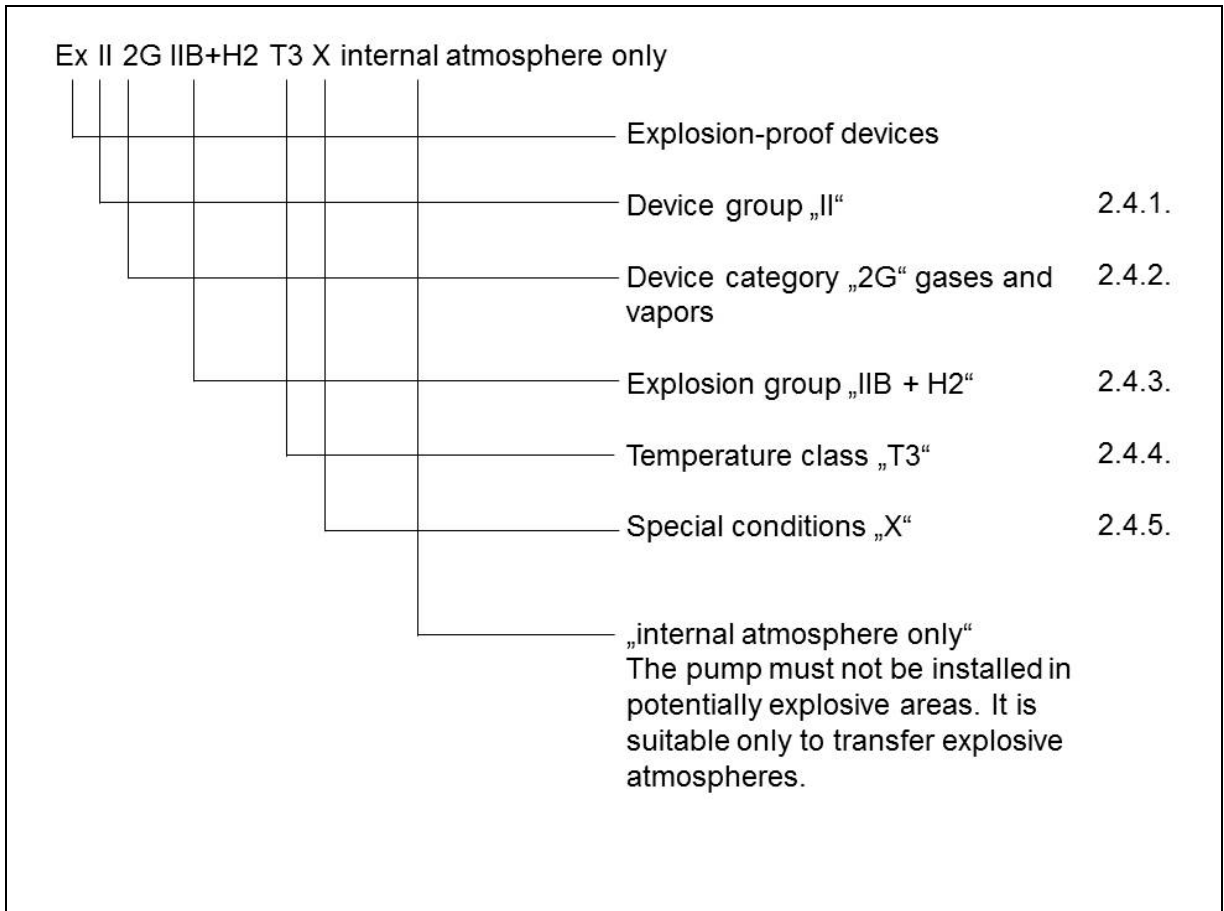 Ex II 2G IIB+H2 T3 X internal atmosphere only
Explosion-proof devices
Device group „II“ 2.4.1.
Device category „2G“ gases and 2.4.2.
vapors
Explosion group „IIB + H2“ 2.4.3.
Temperature class „T3“ 2.4.4.
Special conditions „X“ 2.4.5.
„internal atmosphere only“
The pump must not be installed in
potentially explosive areas. It is
suitable only to transfer explosive
atmospheres.